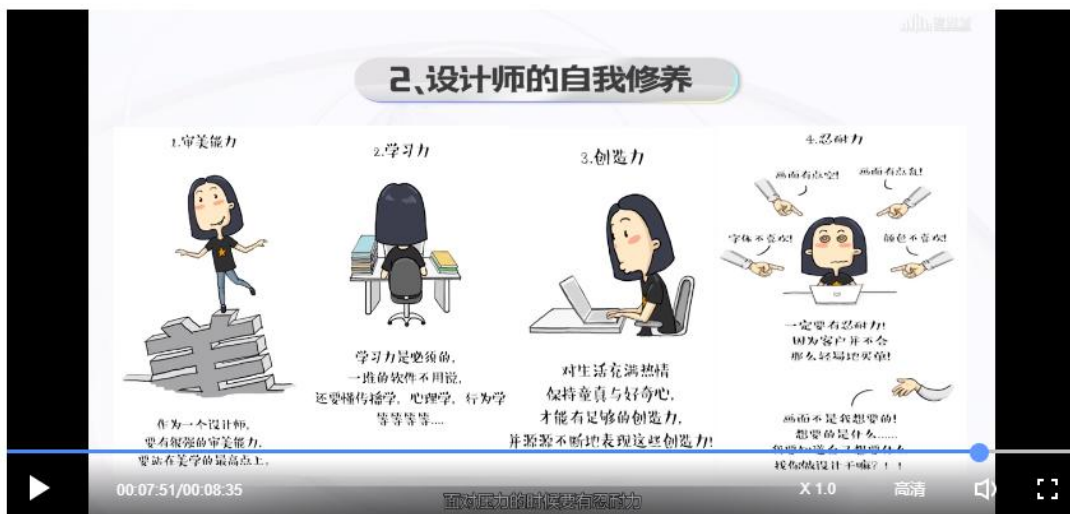 2、设计师的自我修养
1.审美能力
作为一个设计师,
要有很强的审美能力,
要站在美学的最高点上。
2.学习力
学习力是必须的,
一堆的软件不用说,
还要懂传播学, 心理学, 行为学
等等等等....
3.创造力
对生活充满热情
保持童真与好奇心,
才能有足够的创造力,
并源源不断地表现这些创造力!
4.忍耐力
画面有点空!
画面有点乱!
字体不喜欢!
颜色不喜欢!
一定要有忍耐力!
因为客户并不会
那么轻易地买单!
画面不是我想要的!
想要的是什么......
我要知道自己想要什么
找你做设计干嘛?!!
00:07:51/00:08:35
X 1.0
高清
面对压力的时候要有忍耐力